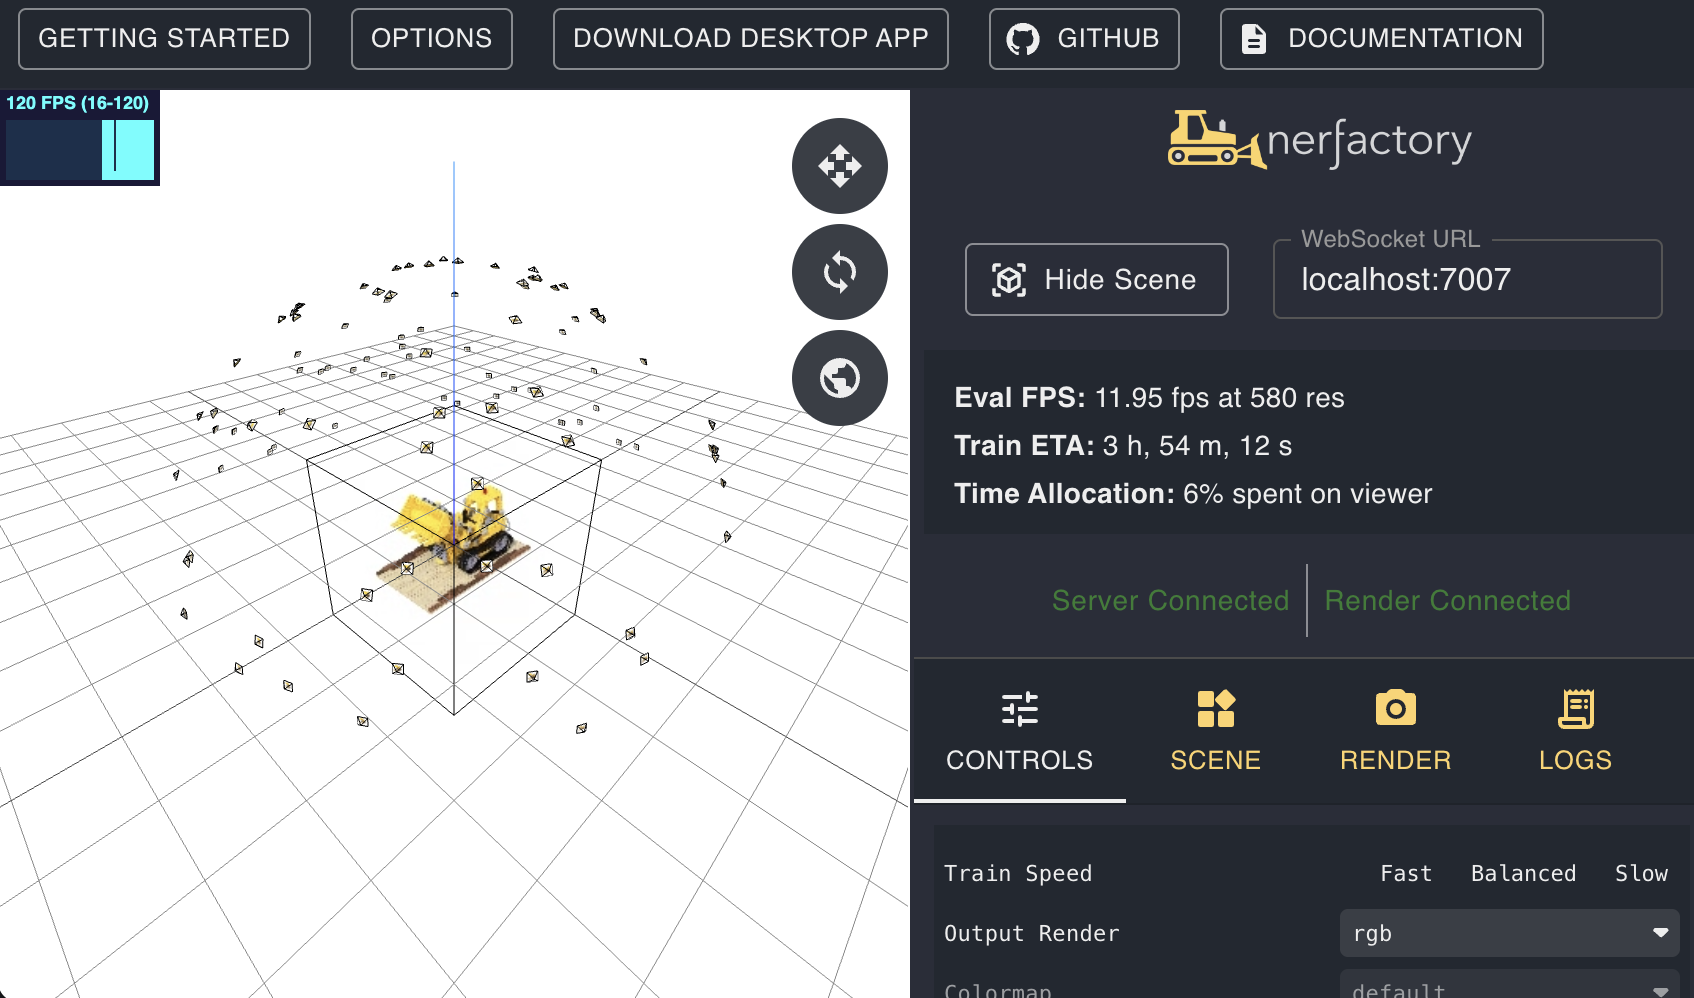 GETTING STARTED
OPTIONS
DOWNLOAD DESKTOP APP
GITHUB
DOCUMENTATION
120 FPS (16-120)
nerfactory
Hide Scene
WebSocket URL
localhost:7007
Eval FPS: 11.95 fps at 580 res
Train ETA: 3 h, 54 m, 12 s
Time Allocation: 6% spent on viewer
Server Connected
Render Connected
CONTROLS
SCENE
RENDER
LOGS
Train Speed
Fast
Balanced
Slow
Output Render
rgb
Colormap
default